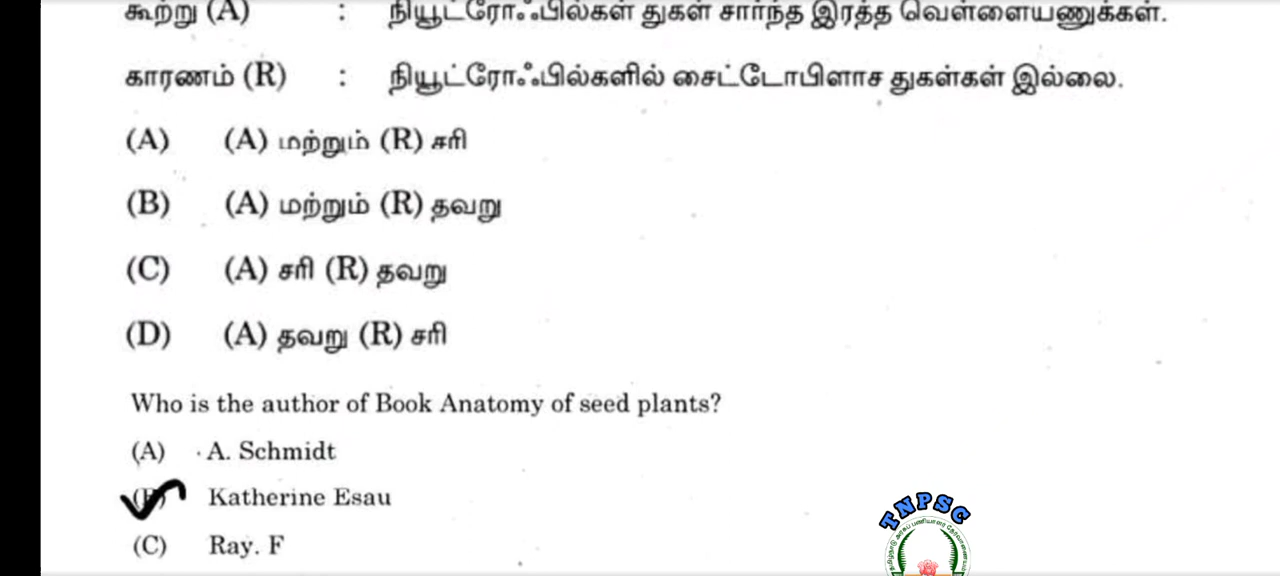 கூற்று (A) : நியூட்ரோஃபில்கள் துகள் சார்ந்த இரத்த வெள்ளையணுக்கள்.
காரணம் (R) : நியூட்ரோஃபில்களில் சைட்டோபிளாச துகள்கள் இல்லை.
(A) (A) மற்றும் (R) சரி
(B) (A) மற்றும் (R) தவறு
(C) (A) சரி (R) தவறு
(D) (A) தவறு (R) சரி
Who is the author of Book Anatomy of seed plants?
(A) A. Schmidt
(B) Katherine Esau
(C) Ray. F
TNPSC